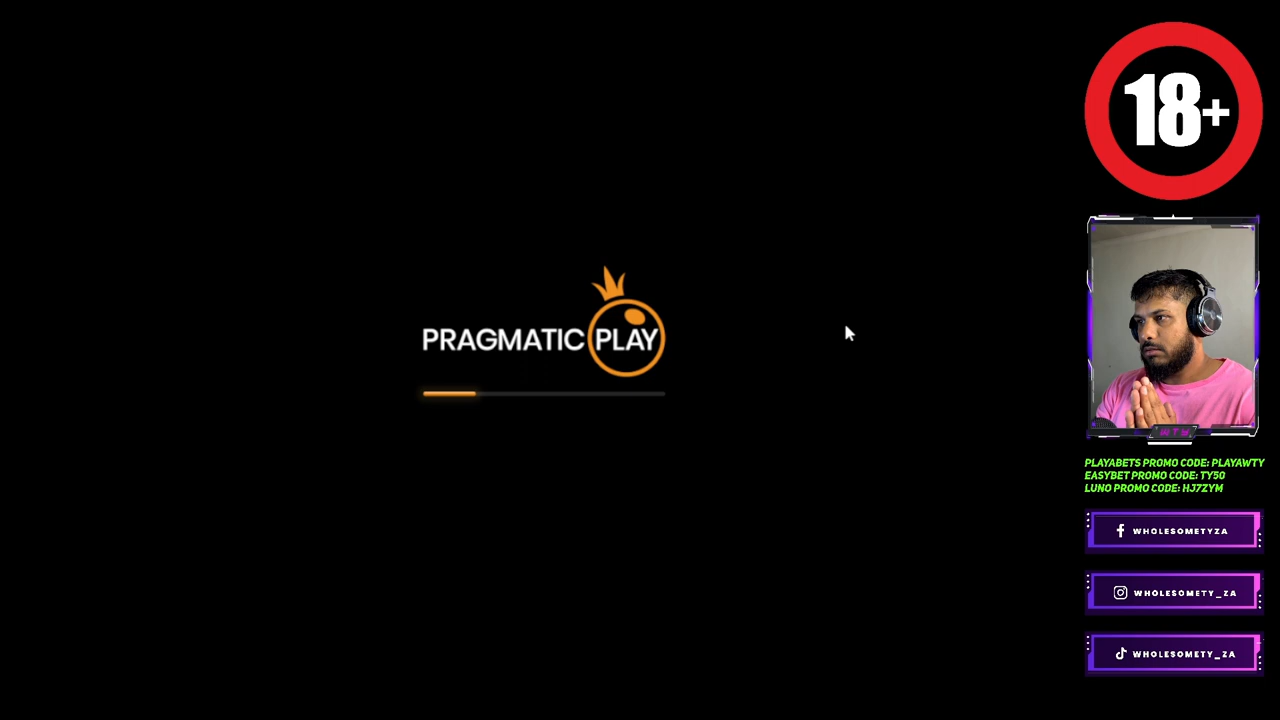 18+
PRAGMATIC PLAY
PLAYABETS PROMO CODE: PLAYAWTY
EASYBET PROMO CODE: TY50
LUNO PROMO CODE: HJ7ZYM
WHOLESOMETYZA
WHOLESOMETY_ZA
WHOLESOMETY_ZA